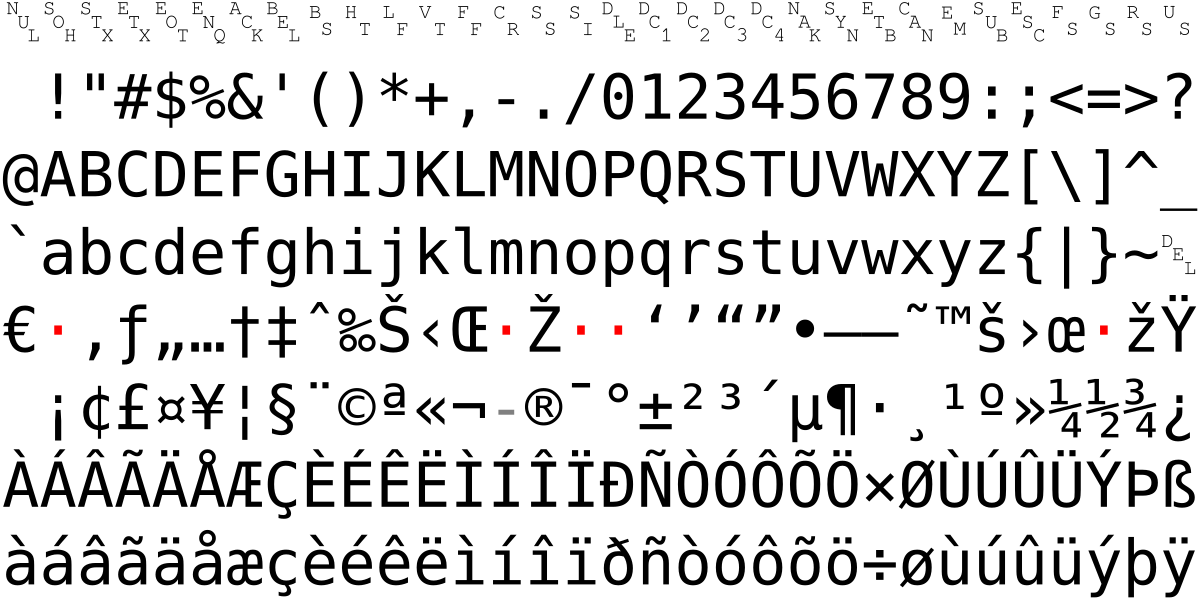 NUL SOH STX ETX EOT ENQ ACK BEL BS HT LF VT FF CR SO SI DLE DC1 DC2 DC3 DC4 NAK SYN ETB CAN EM SUB ESC FS GS RS US
!"#$%&'()*+,-./0123456789:;<=>?
@ABCDEFGHIJKLMNOPQRSTUVWXYZ[\]^_
`abcdefghijklmnopqrstuvwxyz{|}~ DEL
€·‚ƒ„…†‡ˆ‰Š‹Œ·Ž··‘’“”•–—˜™š›œ·žŸ
¡¢£¤¥¦§¨©ª«¬-®¯°±²³´µ¶·¸¹º»¼½¾¿
ÀÁÂÃÄÅÆÇÈÉÊËÌÍÎÏÐÑÒÓÔÕÖ×ØÙÚÛÜÝÞß
àáâãäåæçèéêëìíîïðñòóôõö÷øùúûüýþÿ